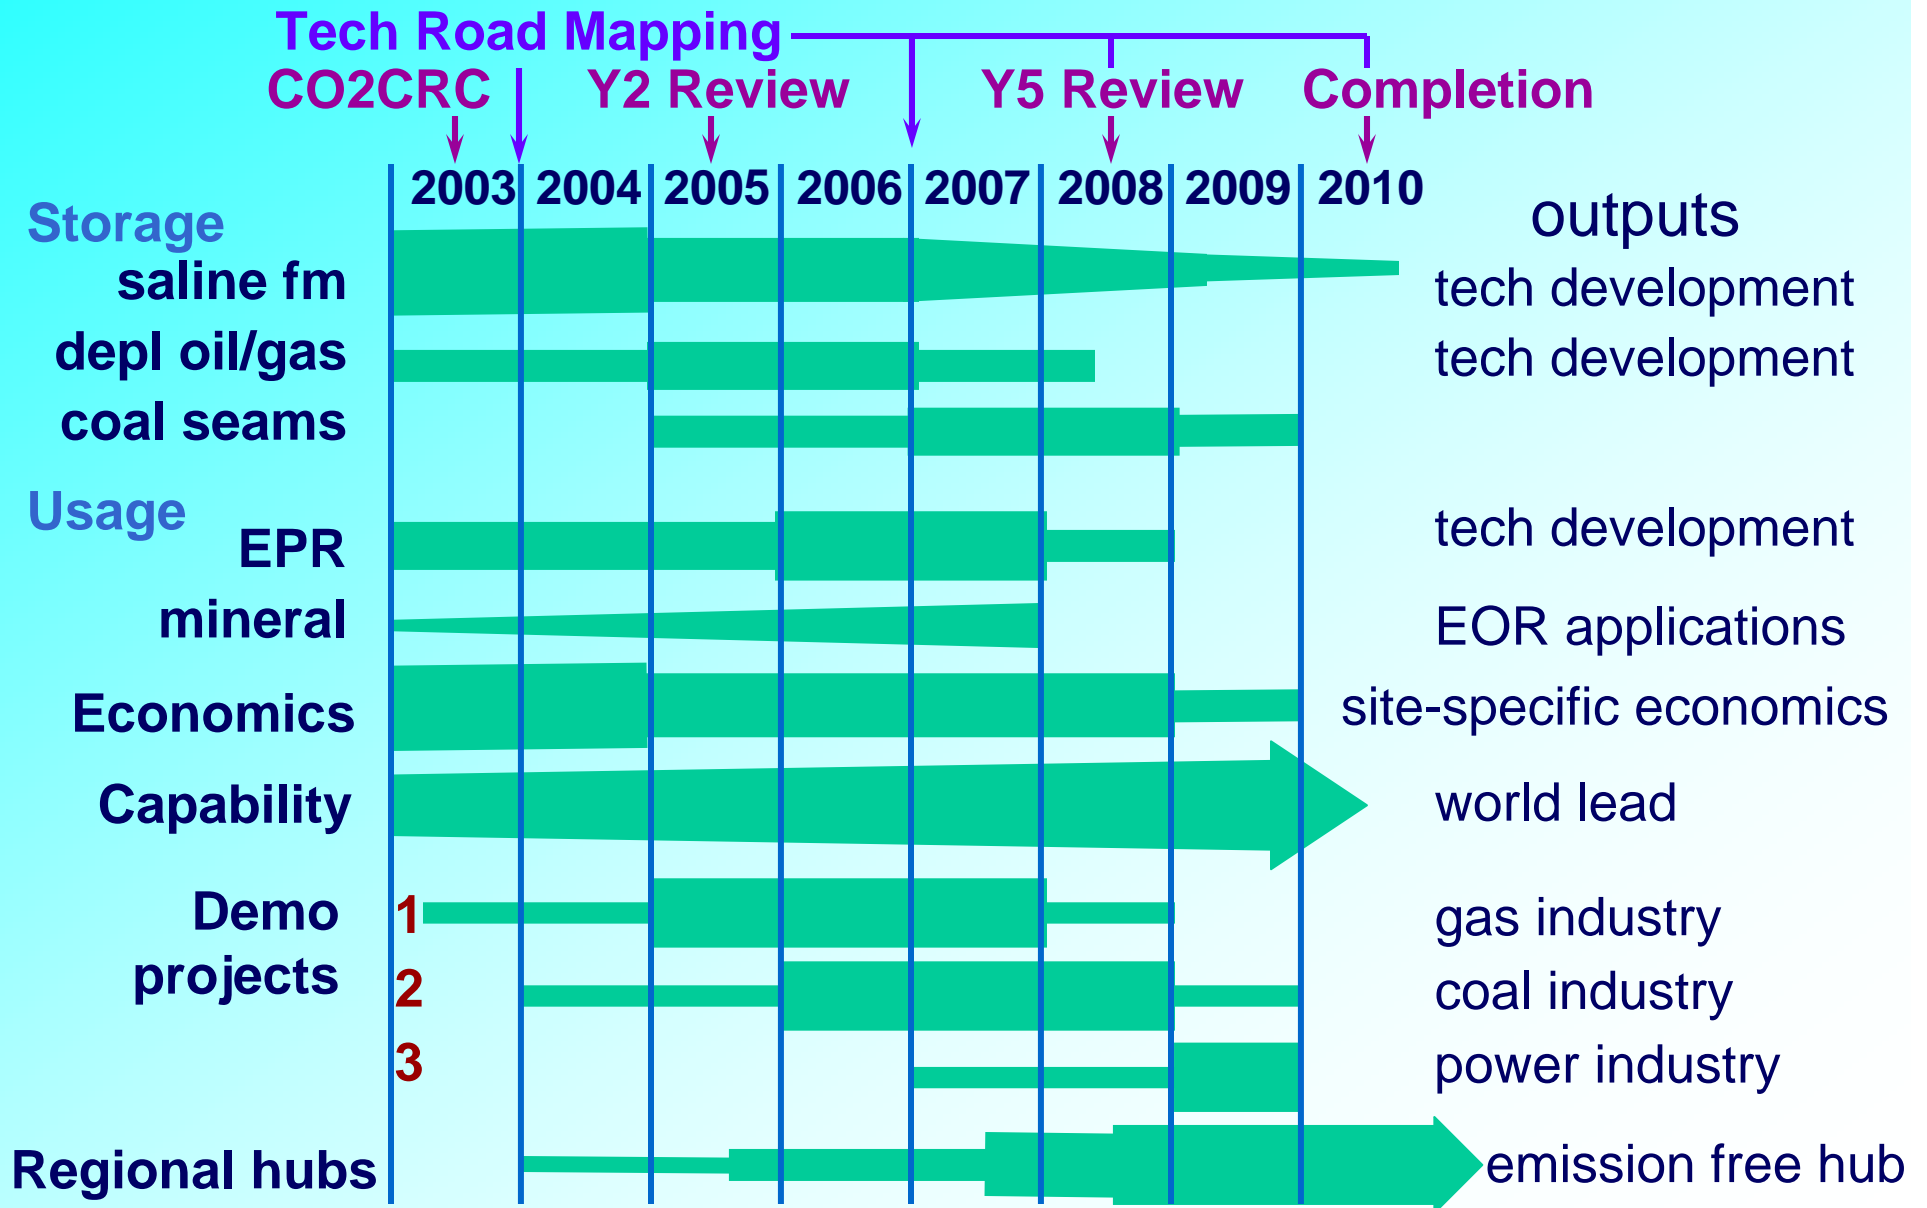 Tech Road Mapping
CO2CRC Y2 Review Y5 Review Completion
2003 2004 2005 2006 2007 2008 2009 2010
outputs
Storage
saline fm tech development
depl oil/gas tech development
coal seams
Usage
EPR tech development
mineral EOR applications
Economics site-specific economics
Capability world lead
Demo 1 gas industry
projects 2 coal industry
3 power industry
Regional hubs emission free hub